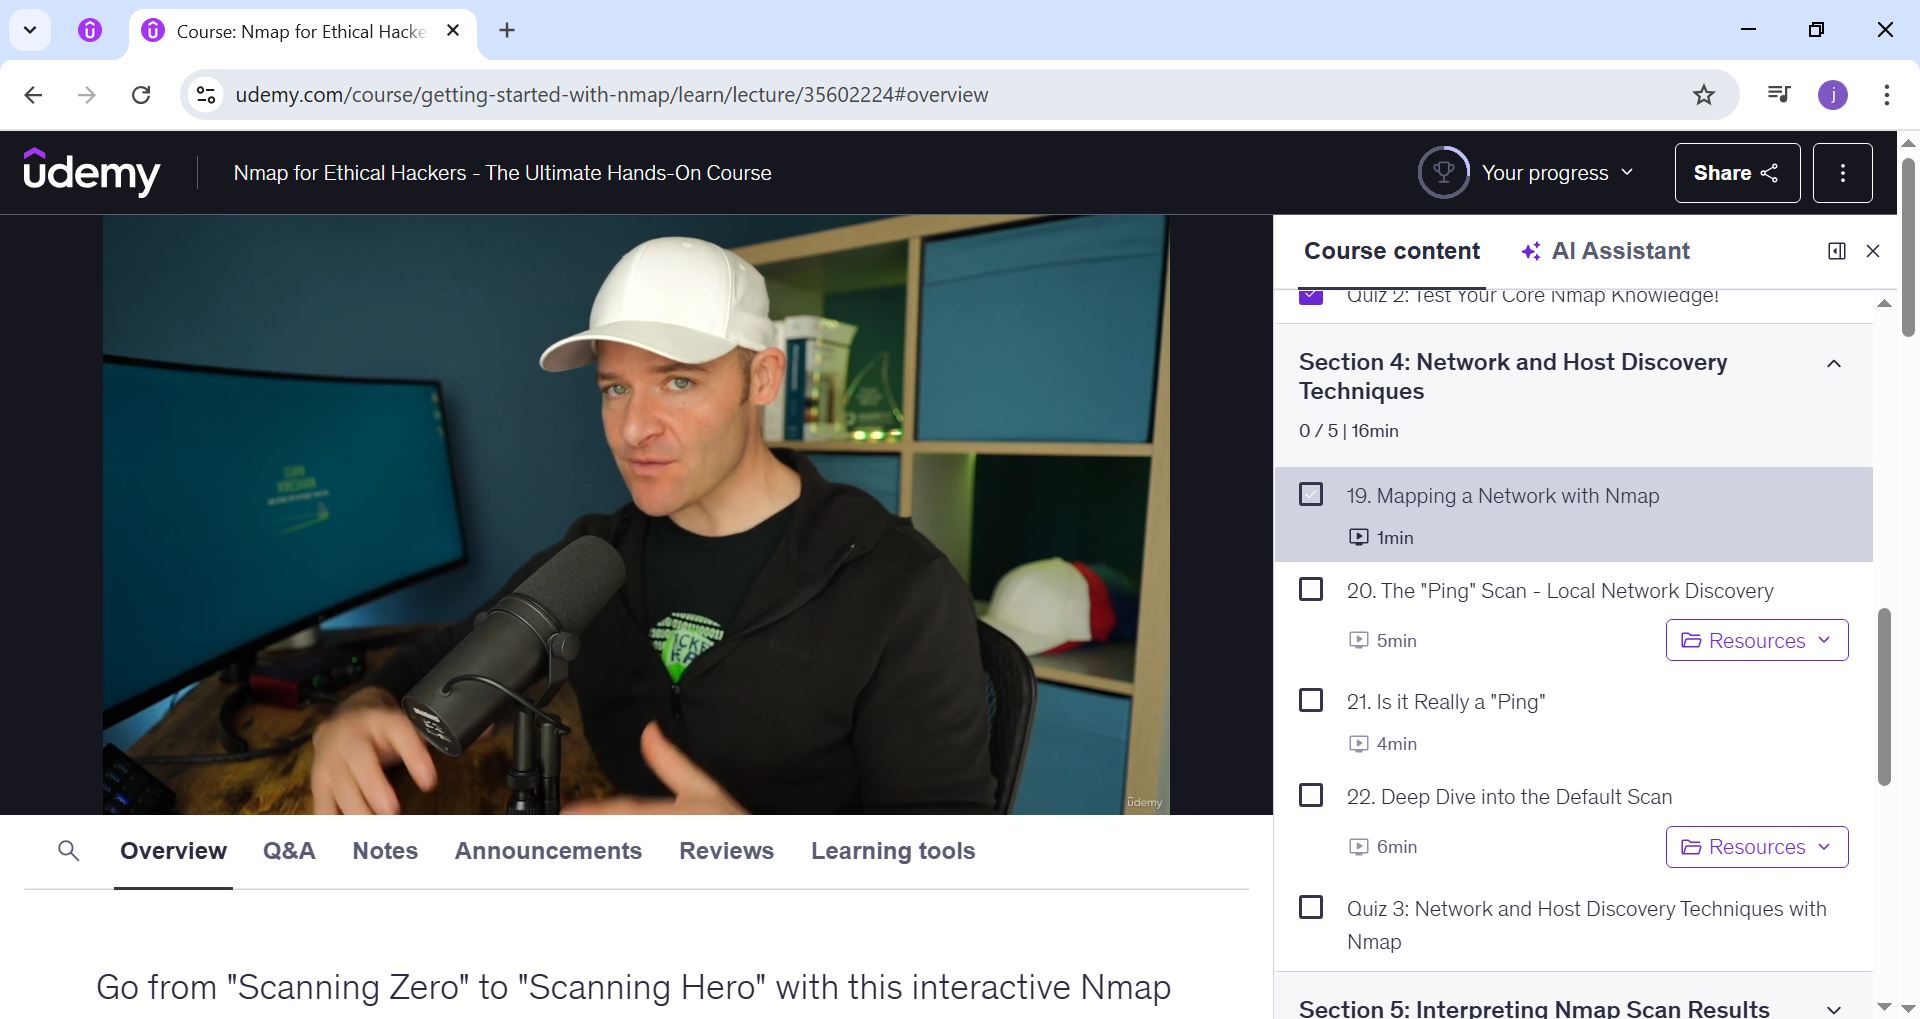 Course: Nmap for Ethical Hacke
udemy.com/course/getting-started-with-nmap/learn/lecture/35602224#overview
j
udemy
Nmap for Ethical Hackers - The Ultimate Hands-On Course
Your progress
Share
LEARN
WIRESHARK
udemy
Overview
Q&A
Notes
Announcements
Reviews
Learning tools
Go from "Scanning Zero" to "Scanning Hero" with this interactive Nmap
Course content
AI Assistant
Quiz 2: Test Your Core Nmap Knowledge!
Section 4: Network and Host Discovery
Techniques
0 / 5 | 16min
19. Mapping a Network with Nmap
1min
20. The "Ping" Scan - Local Network Discovery
5min
Resources
21. Is it Really a "Ping"
4min
22. Deep Dive into the Default Scan
6min
Resources
Quiz 3: Network and Host Discovery Techniques with
Nmap
Section 5: Interpreting Nmap Scan Results